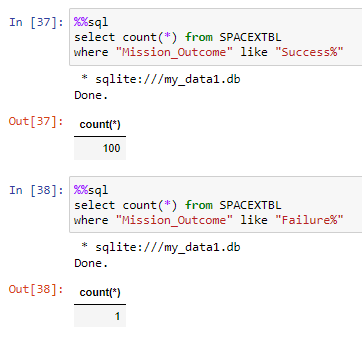 In [37]: %%sql
select count(*) from SPACEXTBL
where "Mission_Outcome" like "Success%"
* sqlite:///my_data1.db
Done.
Out[37]: count(*)
100
In [38]: %%sql
select count(*) from SPACEXTBL
where "Mission_Outcome" like "Failure%"
* sqlite:///my_data1.db
Done.
Out[38]: count(*)
1